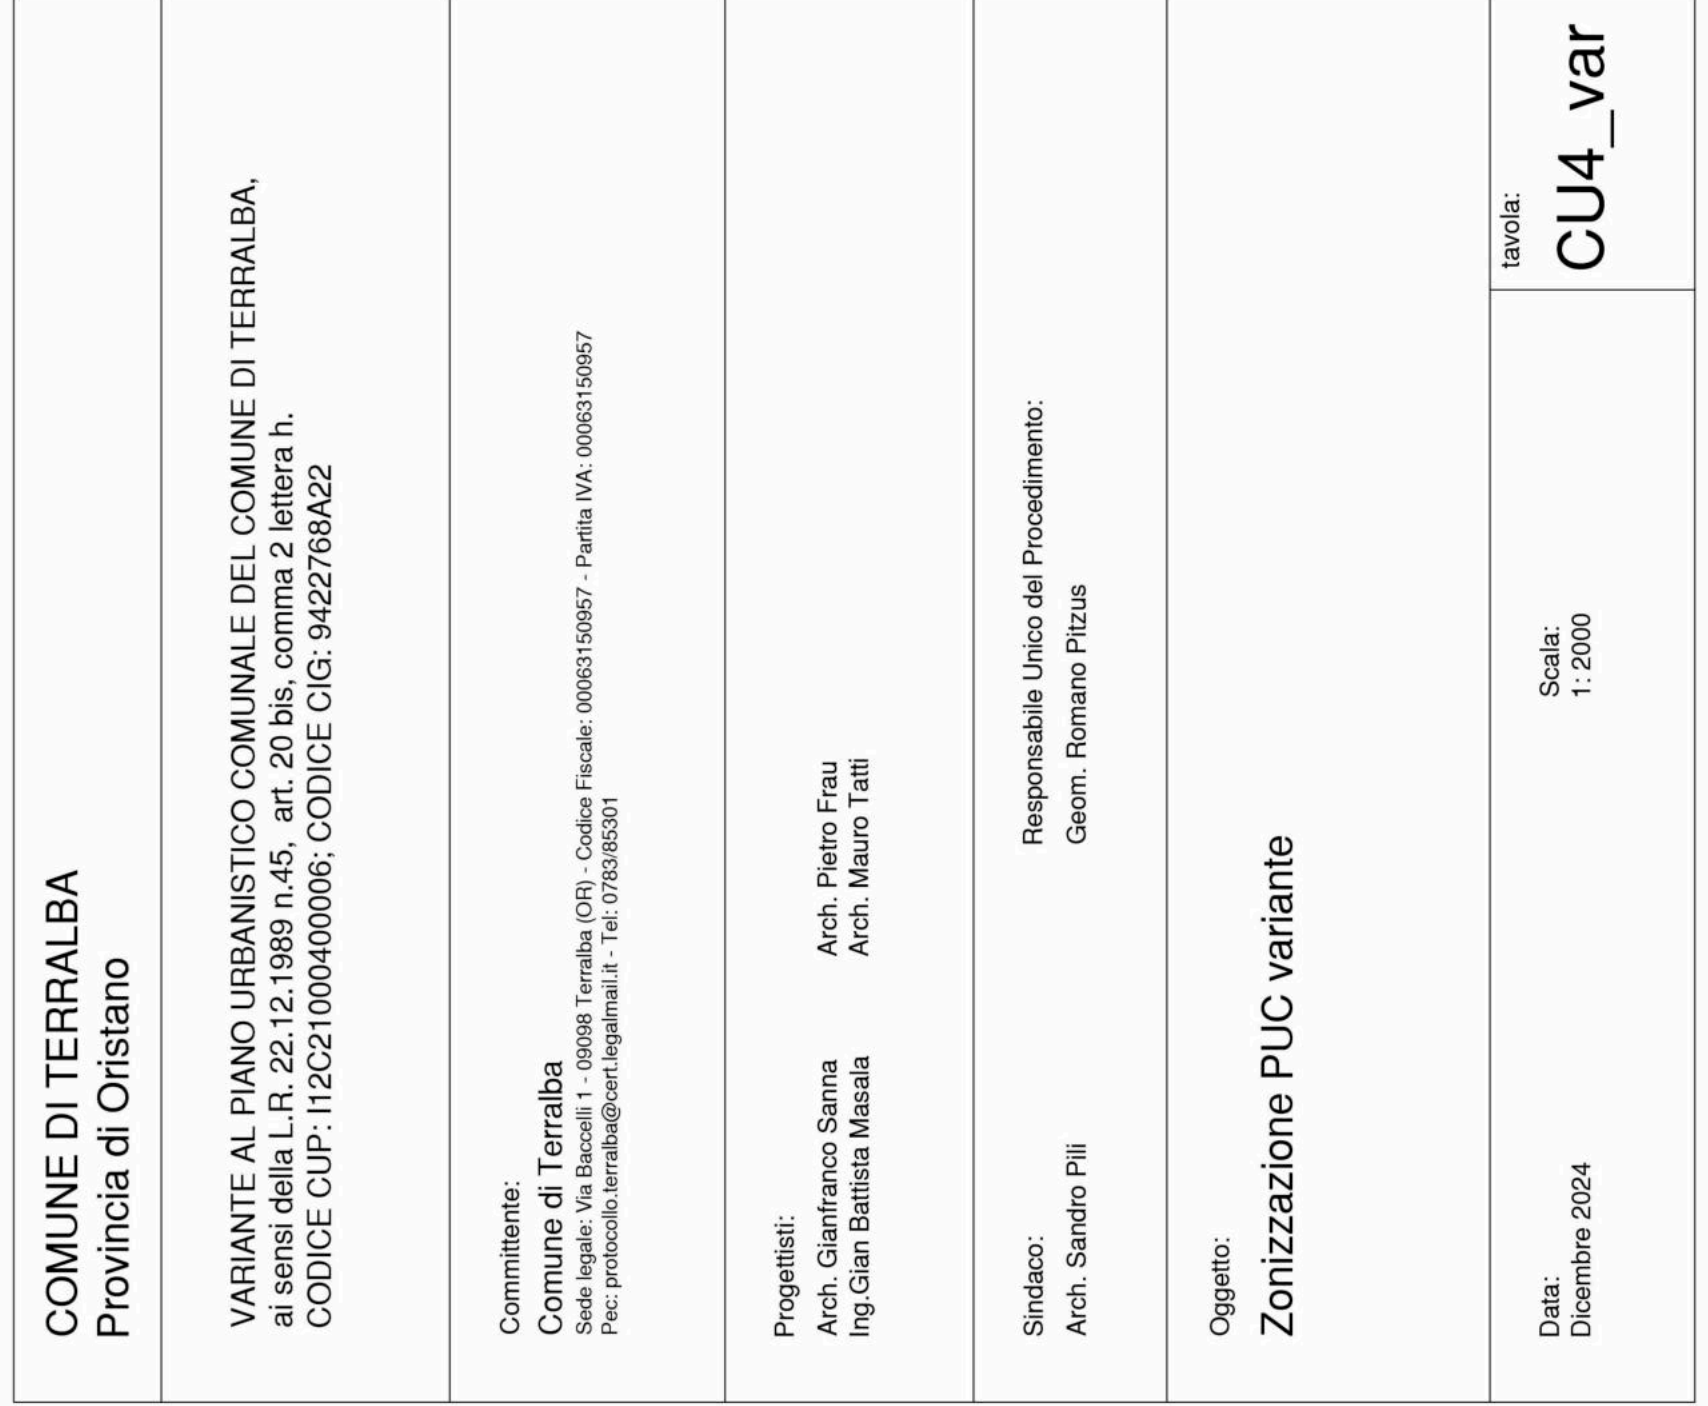 COMUNE DI TERRALBA
Provincia di Oristano
VARIANTE AL PIANO URBANISTICO COMUNALE DEL COMUNE DI TERRALBA,
ai sensi della L.R. 22.12.1989 n.45, art. 20 bis, comma 2 lettera h.
CODICE CUP: I12C21000400006; CODICE CIG: 9422768A22
Committente:
Comune di Terralba
Sede legale: Via Baccelli 1 - 09098 Terralba (OR) - Codice Fiscale: 00063150957 - Partita IVA: 00063150957
Pec: protocollo.terralba@cert.legalmail.it - Tel: 0783/85301
Progettisti:
Arch. Gianfranco Sanna Arch. Pietro Frau
Ing.Gian Battista Masala Arch. Mauro Tatti
Sindaco: Responsabile Unico del Procedimento:
Arch. Sandro Pili Geom. Romano Pitzus
Oggetto:
Zonizzazione PUC variante
Data: Scala:
Dicembre 2024 1: 2000
tavola:
CU4_var